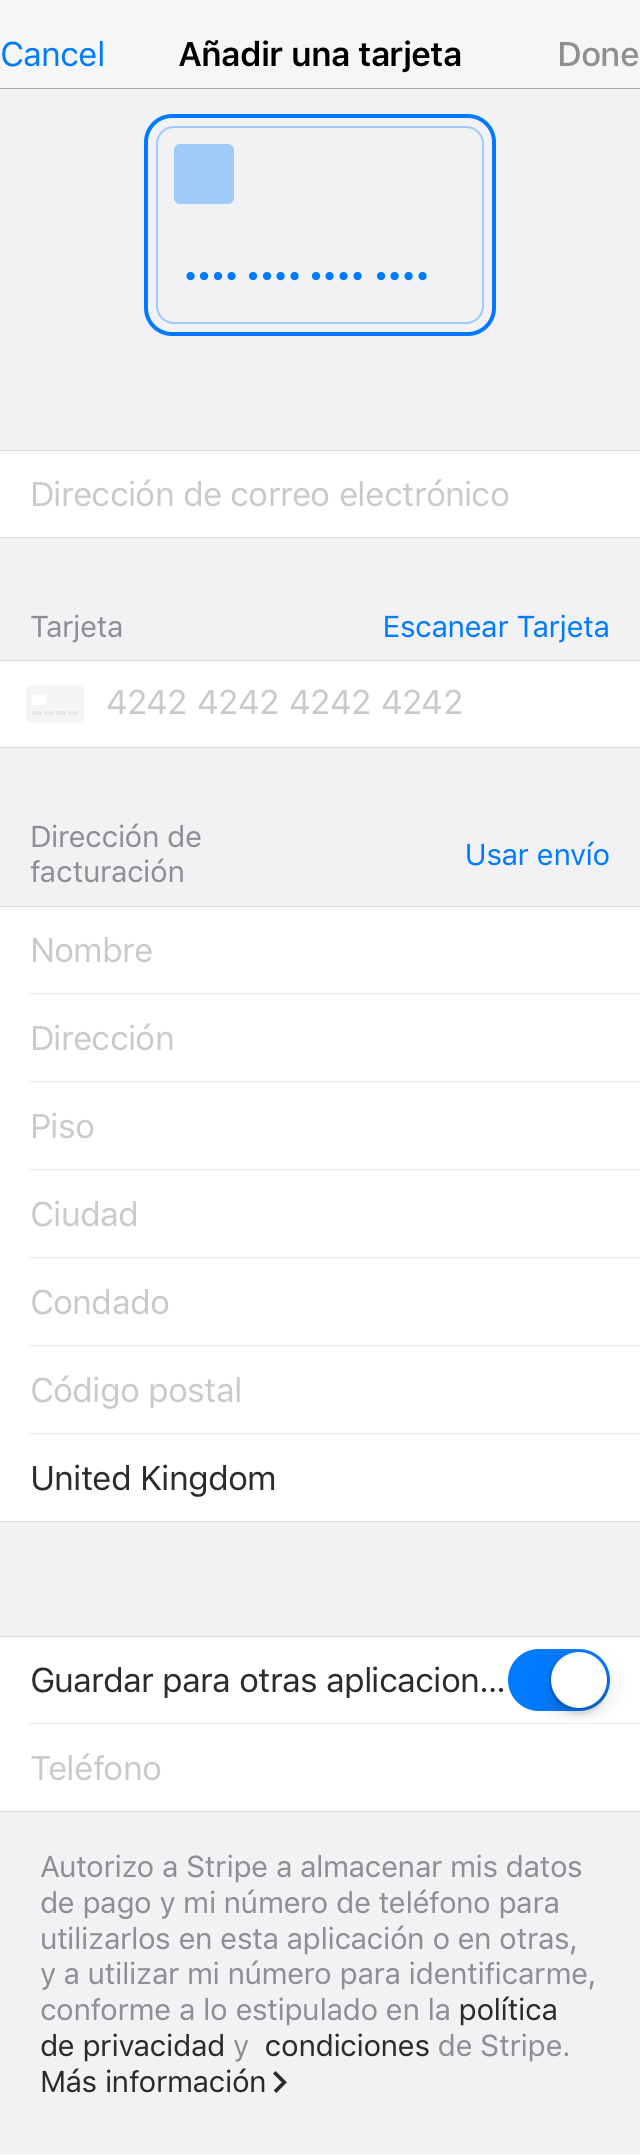 Cancel Añadir una tarjeta Done
Dirección de correo electrónico
Tarjeta Escanear Tarjeta
4242 4242 4242 4242
Dirección de
facturación
Usar envío
Nombre
Dirección
Piso
Ciudad
Condado
Código postal
United Kingdom
Guardar para otras aplicacion...
Teléfono
Autorizo a Stripe a almacenar mis datos
de pago y mi número de teléfono para
utilizarlos en esta aplicación o en otras,
y a utilizar mi número para identificarme,
conforme a lo estipulado en la política
de privacidad y condiciones de Stripe.
Más información